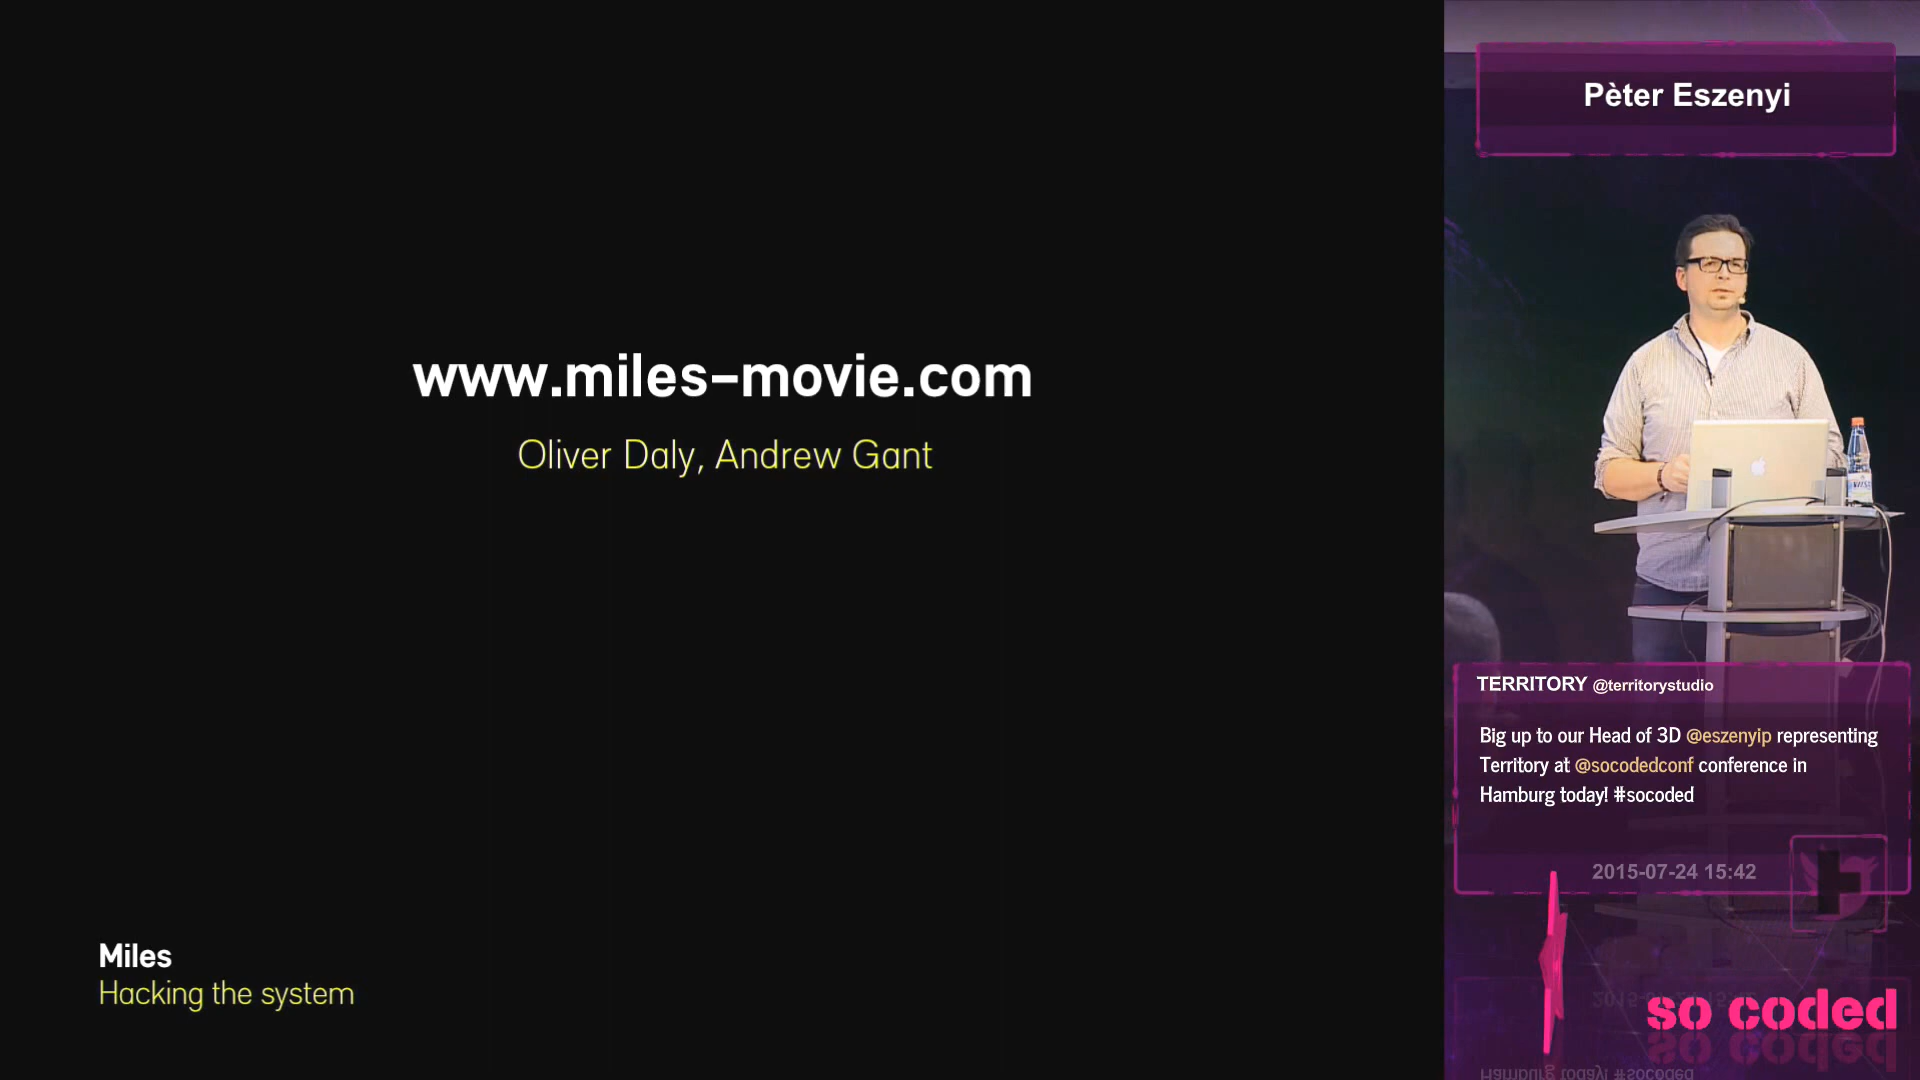 www.miles-movie.com
Oliver Daly, Andrew Gant
Miles
Hacking the system
Pèter Eszenyi
TERRITORY @territorystudio
Big up to our Head of 3D @eszenyip representing
Territory at @socodedconf conference in
Hamburg today! #socoded
2015-07-24 15:42
so coded